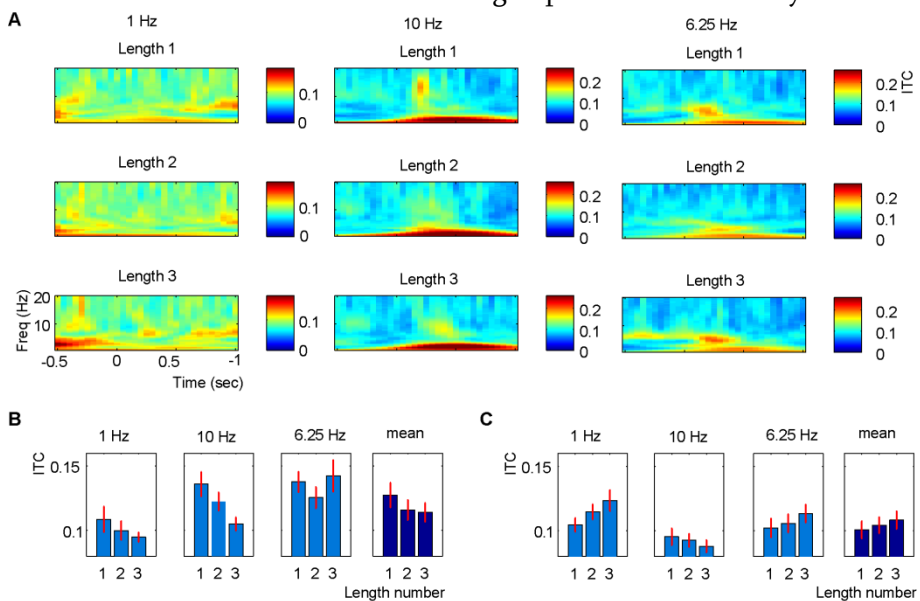 A
1 Hz
10 Hz
6.25 Hz
Length 1
Length 1
Length 1
0.1
0
0.2
0.1
0
0.2
0.1
0
ITC
Length 2
Length 2
Length 2
0.1
0
0.2
0.1
0
0.2
0.1
0
Length 3
Length 3
Length 3
Freq (Hz)
20
10
0.1
0
0.2
0.1
0
0.2
0.1
0
-0.5 0 0.5 -1
Time (sec)
B
1 Hz 10 Hz 6.25 Hz mean
ITC
0.15
0.1
1 2 3 1 2 3 1 2 3 1 2 3
Length number
C
1 Hz 10 Hz 6.25 Hz mean
ITC
0.15
0.1
1 2 3 1 2 3 1 2 3 1 2 3
Length number